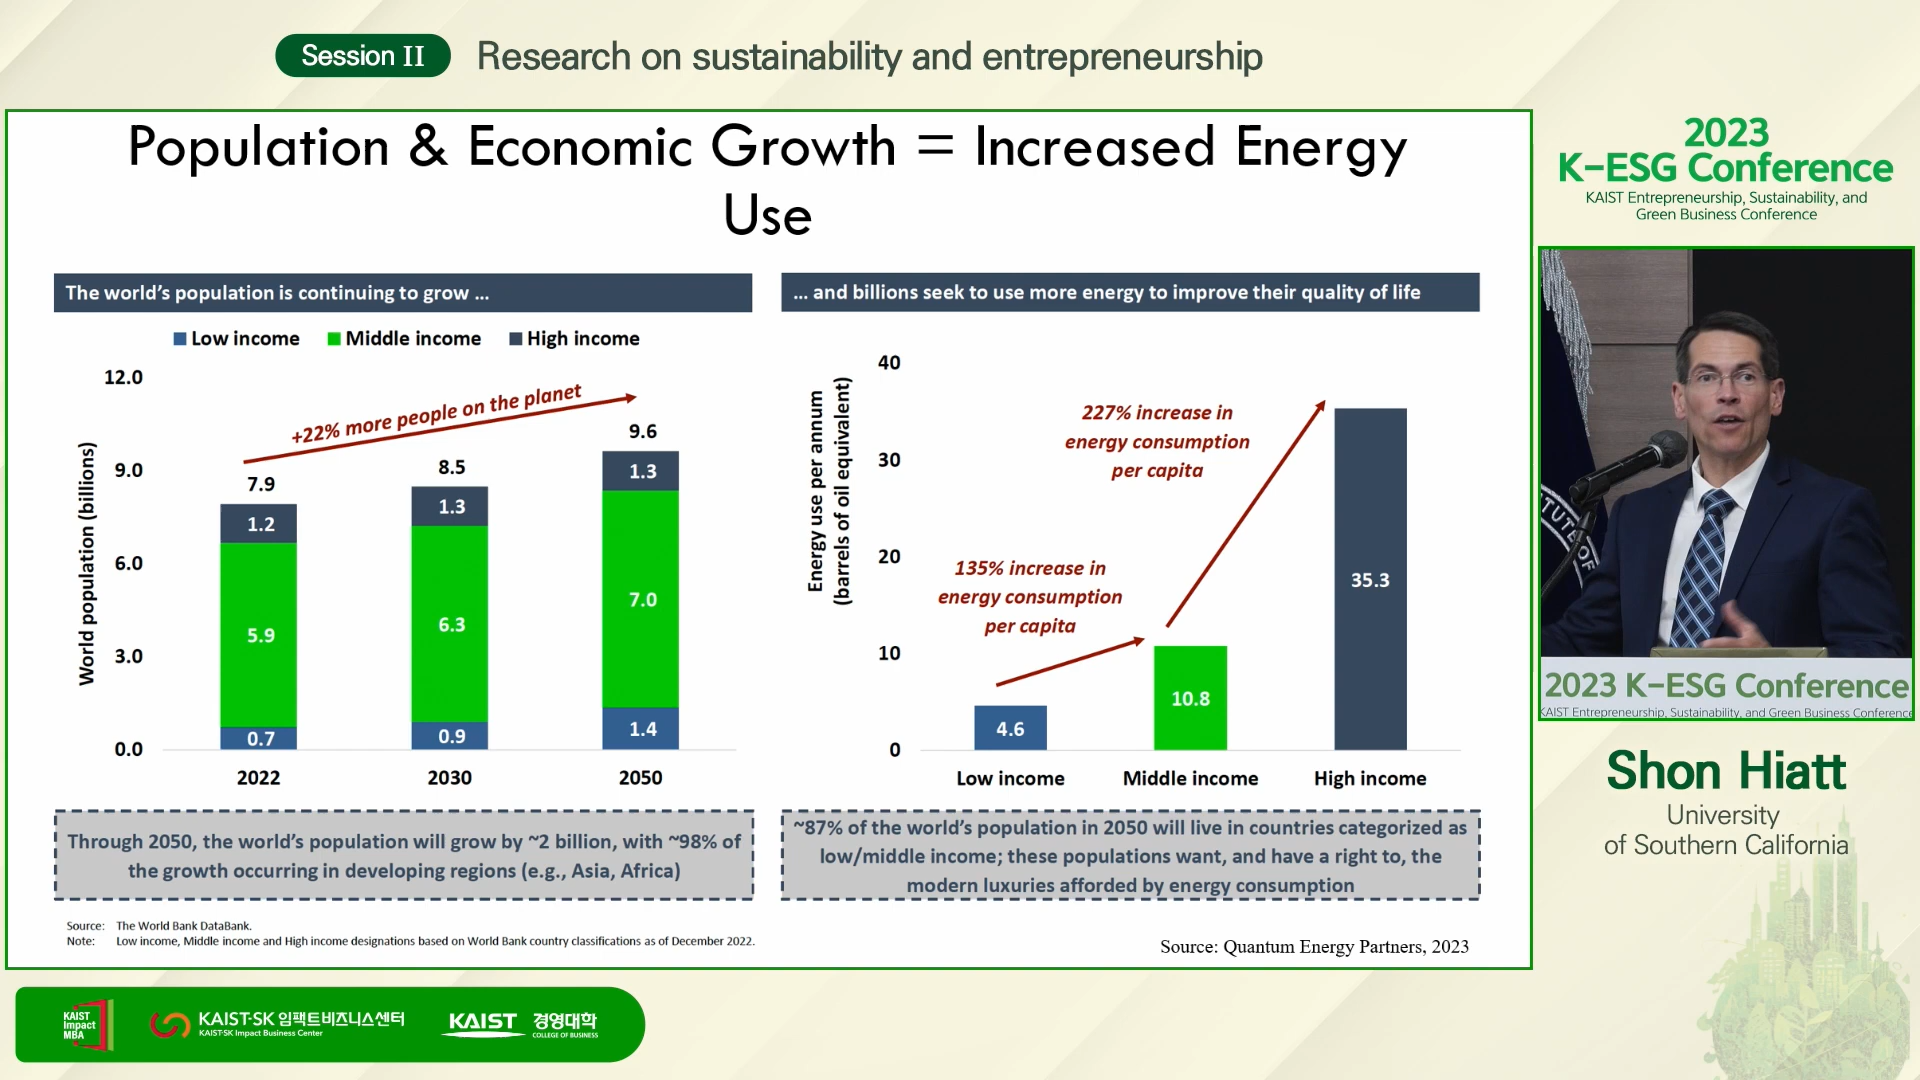 Session II
Research on sustainability and entrepreneurship
Population & Economic Growth = Increased Energy
Use
The world's population is continuing to grow ...
Low income
Middle income
High income
World population (billions)
12.0
9.0
6.0
3.0
0.0
+22% more people on the planet
7.9
1.2
5.9
0.7
8.5
1.3
6.3
0.9
9.6
1.3
7.0
1.4
2022
2030
2050
Through 2050, the world's population will grow by ~2 billion, with ~98% of
the growth occurring in developing regions (e.g., Asia, Africa)
Source: The World Bank DataBank.
Note: Low income, Middle income and High income designations based on World Bank country classifications as of December 2022.
... and billions seek to use more energy to improve their quality of life
Energy use per annum
(barrels of oil equivalent)
40
30
20
10
0
135% increase in
energy consumption
per capita
227% increase in
energy consumption
per capita
4.6
10.8
35.3
Low income
Middle income
High income
~87% of the world's population in 2050 will live in countries categorized as
low/middle income; these populations want, and have a right to, the
modern luxuries afforded by energy consumption
Source: Quantum Energy Partners, 2023
2023
K-ESG Conference
KAIST Entrepreneurship, Sustainability, and
Green Business Conference
TUTE OF
2023 K-ESG Conference
KAIST Entrepreneurship, Sustainability, and Green Business Conference
Shon Hiatt
University
of Southern California
KAIST
Impact
MBA
KAIST-SK 임팩트비즈니스센터
KAIST-SK Impact Business Center
KAIST 경영대학
COLLEGE OF BUSINESS